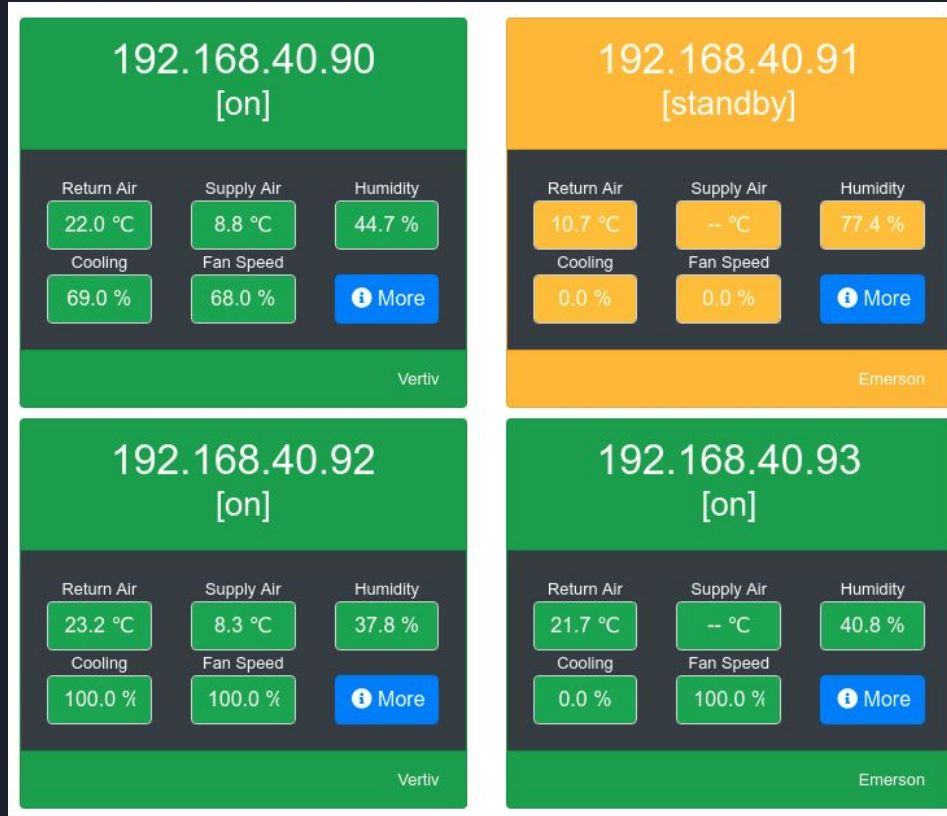 192.168.40.90
[on]
Return Air Supply Air Humidity
22.0 °C 8.8 °C 44.7 %
Cooling Fan Speed
69.0 % 68.0 % More
Vertiv
192.168.40.91
[standby]
Return Air Supply Air Humidity
10.7 °C -- °C 77.4 %
Cooling Fan Speed
0.0 % 0.0 % More
Emerson
192.168.40.92
[on]
Return Air Supply Air Humidity
23.2 °C 8.3 °C 37.8 %
Cooling Fan Speed
100.0 % 100.0 % More
Vertiv
192.168.40.93
[on]
Return Air Supply Air Humidity
21.7 °C -- °C 40.8 %
Cooling Fan Speed
0.0 % 100.0 % More
Emerson